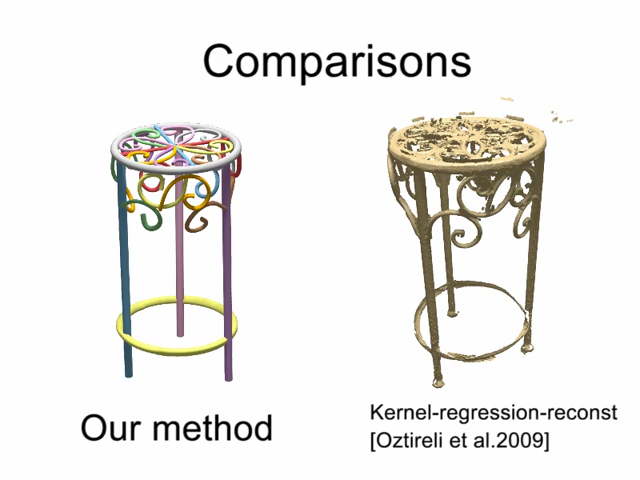 Comparisons
Our method
Kernel-regression-reconst
[Oztireli et al.2009]